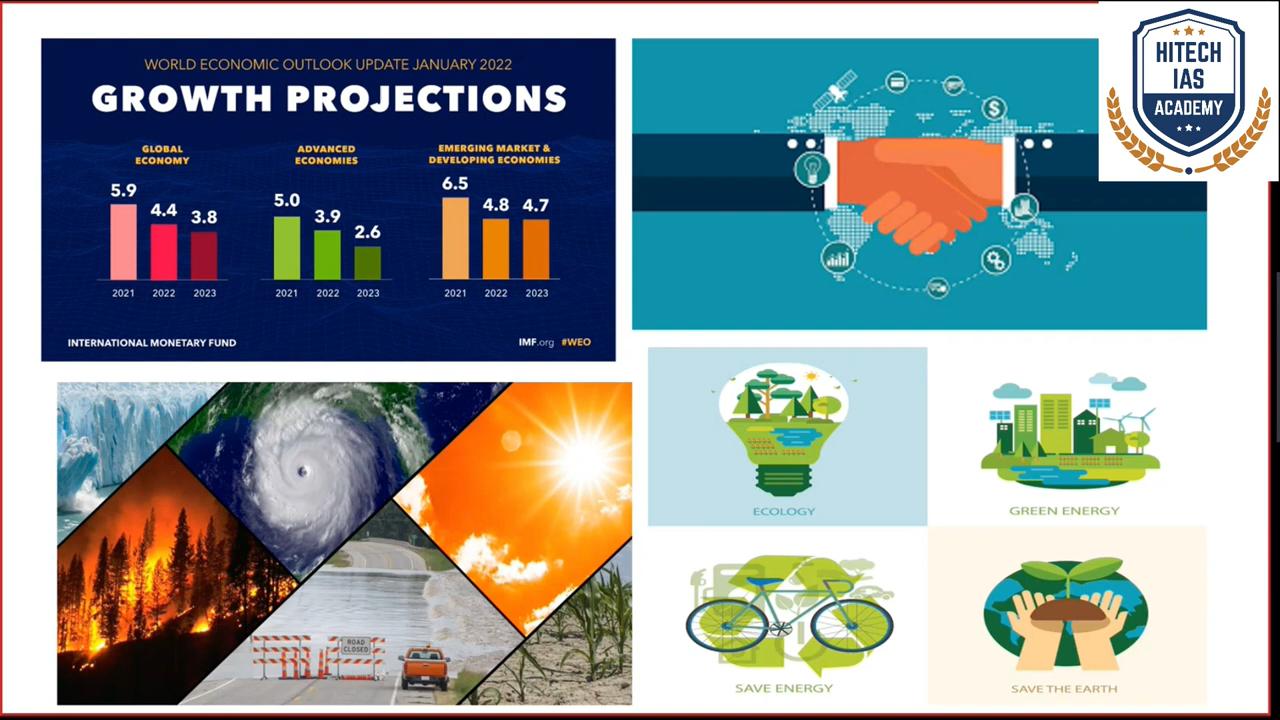 WORLD ECONOMIC OUTLOOK UPDATE JANUARY 2022
GROWTH PROJECTIONS
GLOBAL
ECONOMY
5.9
4.4
3.8
2021
2022
2023
ADVANCED
ECONOMIES
5.0
3.9
2.6
2021
2022
2023
EMERGING MARKET &
DEVELOPING ECONOMIES
6.5
4.8
4.7
2021
2022
2023
INTERNATIONAL MONETARY FUND
IMF.org #WEO
$
HITECH
IAS
ACADEMY
ROAD
CLOSED
ECOLOGY
GREEN ENERGY
SAVE ENERGY
SAVE THE EARTH